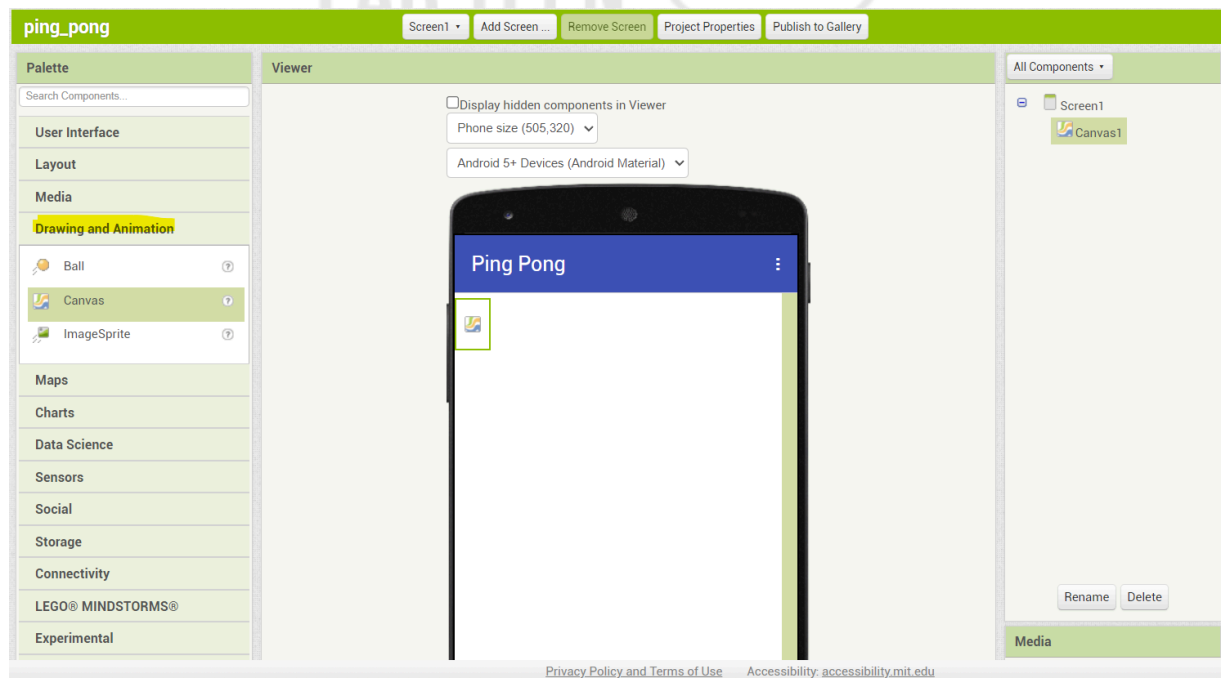 ping_pong
Screen1
Add Screen ...
Remove Screen
Project Properties
Publish to Gallery
Palette
Search Components...
User Interface
Layout
Media
Drawing and Animation
Ball
Canvas
ImageSprite
Maps
Charts
Data Science
Sensors
Social
Storage
Connectivity
LEGO® MINDSTORMS®
Experimental
Viewer
Display hidden components in Viewer
Phone size (505,320)
Android 5+ Devices (Android Material)
Ping Pong
All Components
Screen1
Canvas1
Rename Delete
Media
Privacy Policy and Terms of Use Accessibility: accessibility.mit.edu